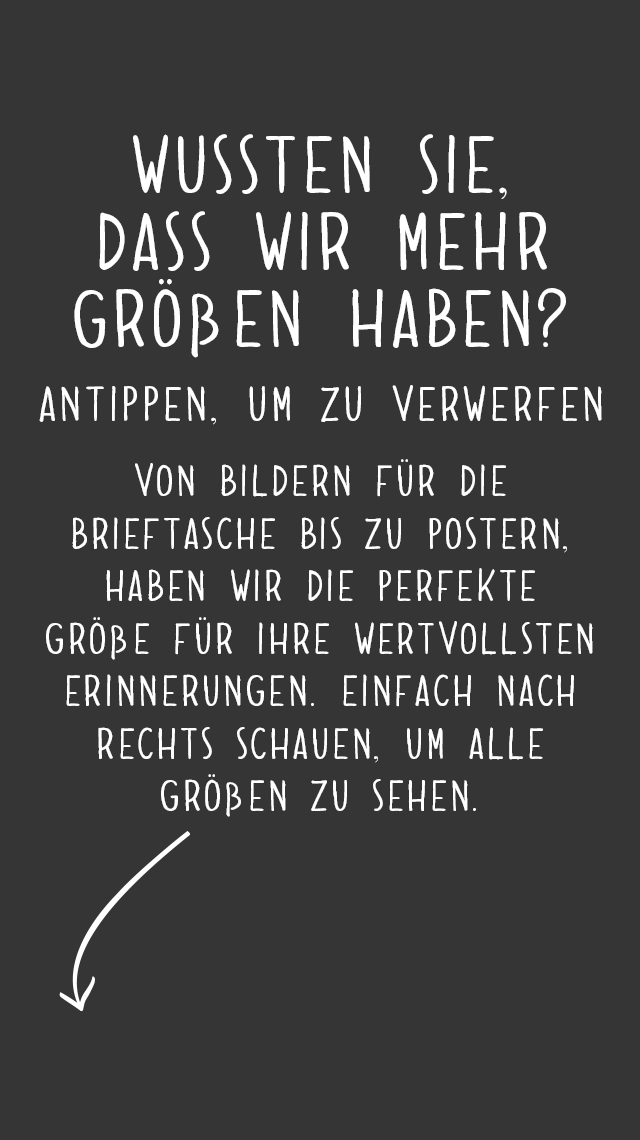 WUSSTEN SIE,
DASS WIR MEHR
GRÖßEN HABEN?
ANTIPPEN, UM ZU VERWERFEN
VON BILDERN FÜR DIE
BRIEFTASCHE BIS ZU POSTERN,
HABEN WIR DIE PERFEKTE
GRÖßE FÜR IHRE WERTVOLLSTEN
ERINNERUNGEN. EINFACH NACH
RECHTS SCHAUEN, UM ALLE
GRÖßEN ZU SEHEN.